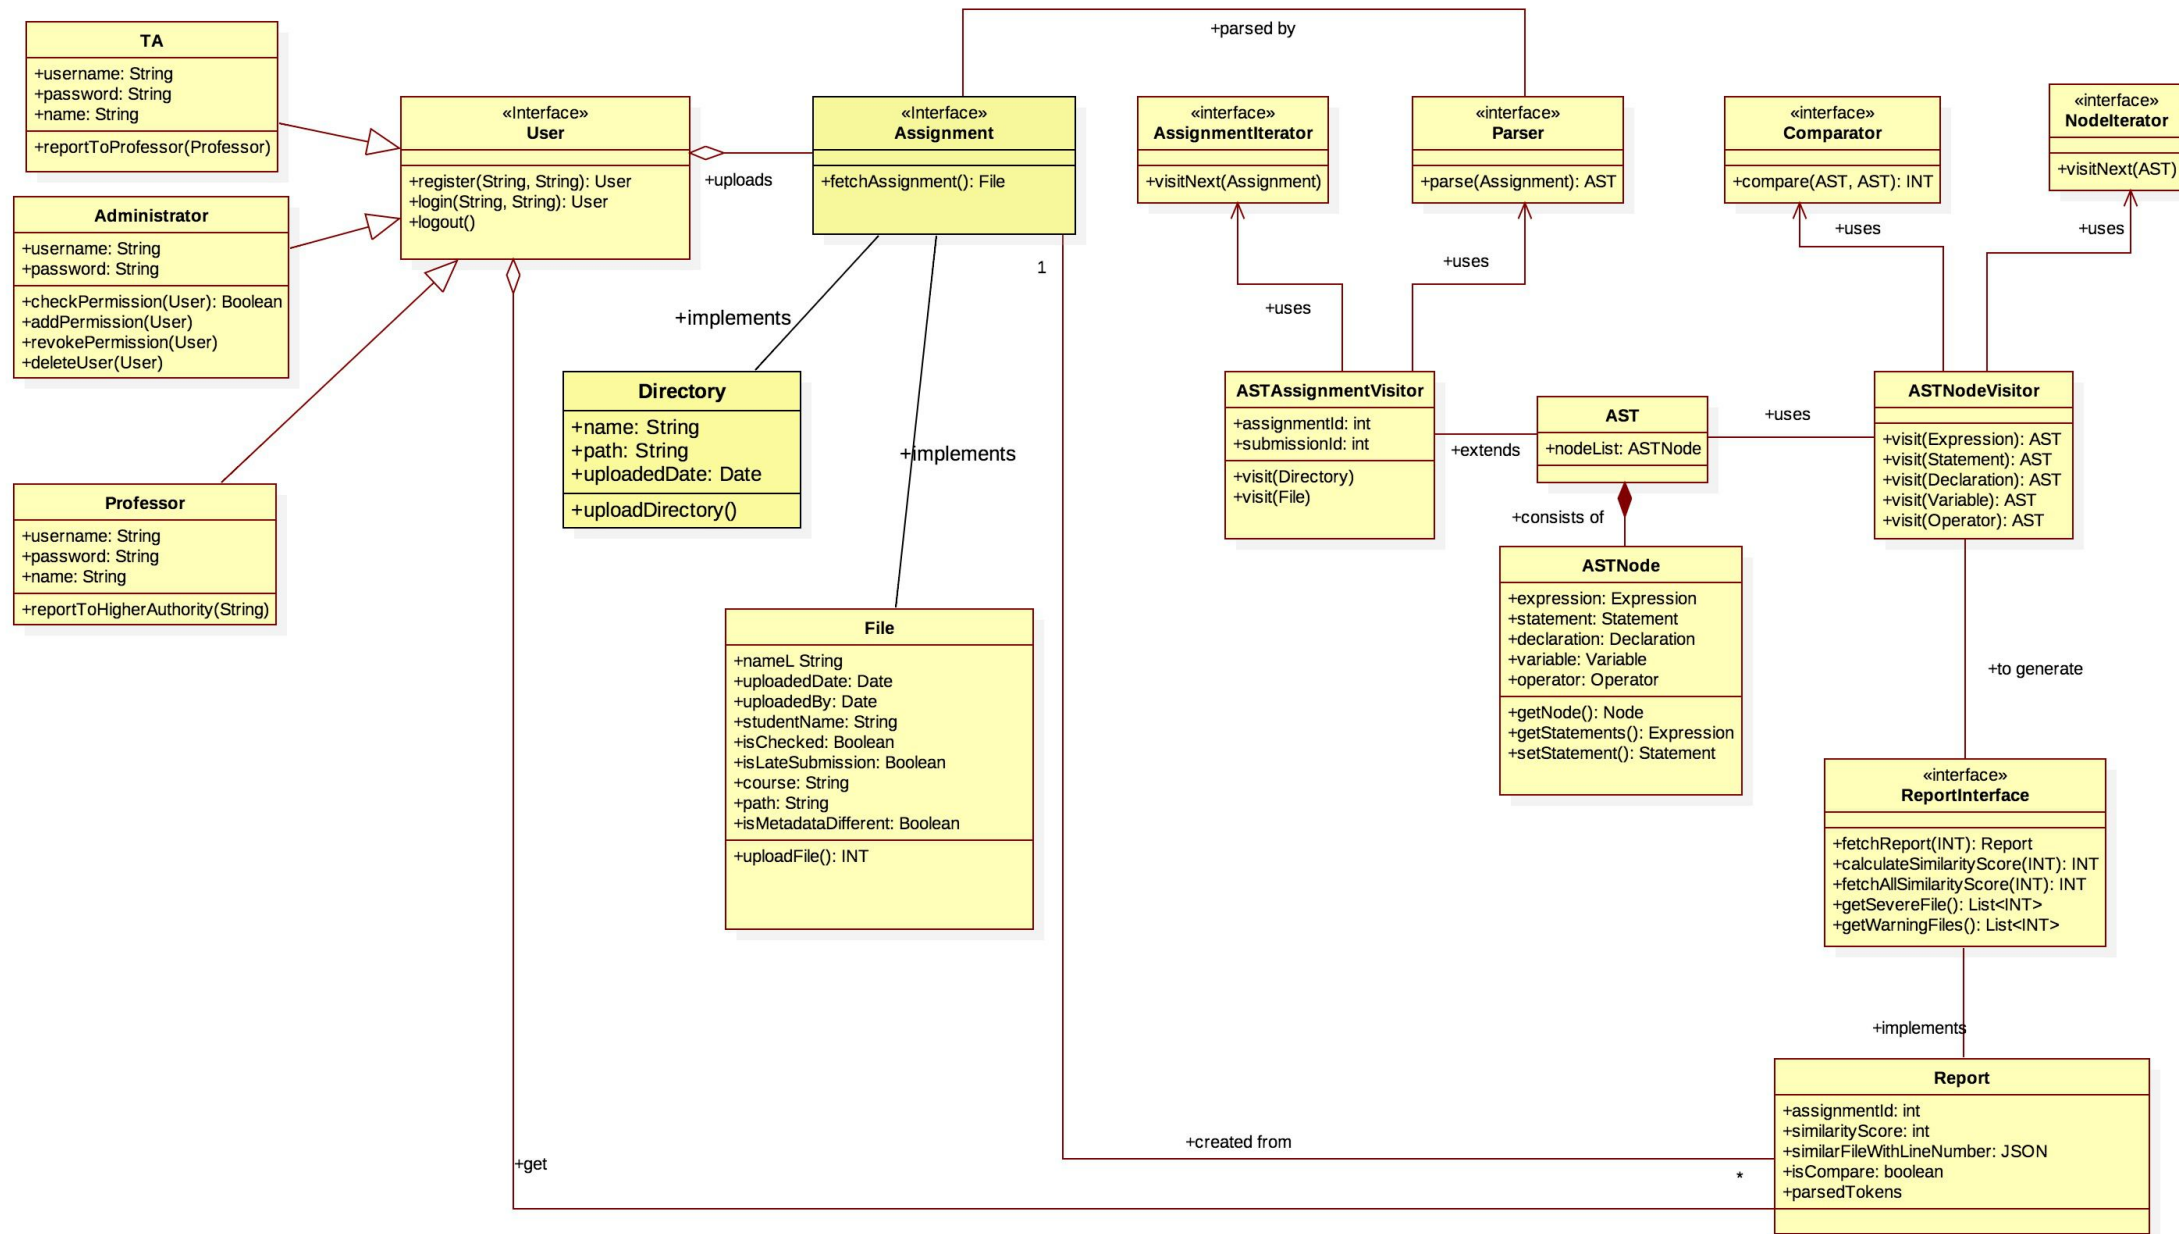 TA
+username: String
+password: String
+name: String
+reportToProfessor(Professor)
Administrator
+username: String
+password: String
+checkPermission(User): Boolean
+addPermission(User)
+revokePermission(User)
+deleteUser(User)
Professor
+username: String
+password: String
+name: String
+reportToHigherAuthority(String)
«Interface»
User
+register(String, String): User
+login(String, String): User
+logout()
+uploads
«Interface»
Assignment
+fetchAssignment(): File
+parsed by
1
+implements
+implements
Directory
+name: String
+path: String
+uploadedDate: Date
+uploadDirectory()
File
+nameL String
+uploadedDate: Date
+uploadedBy: Date
+studentName: String
+isChecked: Boolean
+isLateSubmission: Boolean
+course: String
+path: String
+isMetadataDifferent: Boolean
+uploadFile(): INT
«interface»
AssignmentIterator
+visitNext(Assignment)
«interface»
Parser
+parse(Assignment): AST
«interface»
Comparator
+compare(AST, AST): INT
«interface»
NodeIterator
+visitNext(AST)
+uses
+uses
+uses
+uses
ASTAssignmentVisitor
+assignmentId: int
+submissionId: int
+visit(Directory)
+visit(File)
+extends
AST
+nodeList: ASTNode
+uses
ASTNodeVisitor
+visit(Expression): AST
+visit(Statement): AST
+visit(Declaration): AST
+visit(Variable): AST
+visit(Operator): AST
+consists of
ASTNode
+expression: Expression
+statement: Statement
+declaration: Declaration
+variable: Variable
+operator: Operator
+getNode(): Node
+getStatements(): Expression
+setStatement(): Statement
+to generate
«interface»
ReportInterface
+fetchReport(INT): Report
+calculateSimilarityScore(INT): INT
+fetchAllSimilarityScore(INT): INT
+getSevereFile(): List<INT>
+getWarningFiles(): List<INT>
+implements
Report
+assignmentId: int
+similarityScore: int
+similarFileWithLineNumber: JSON
+isCompare: boolean
+parsedTokens
+created from
*
+get